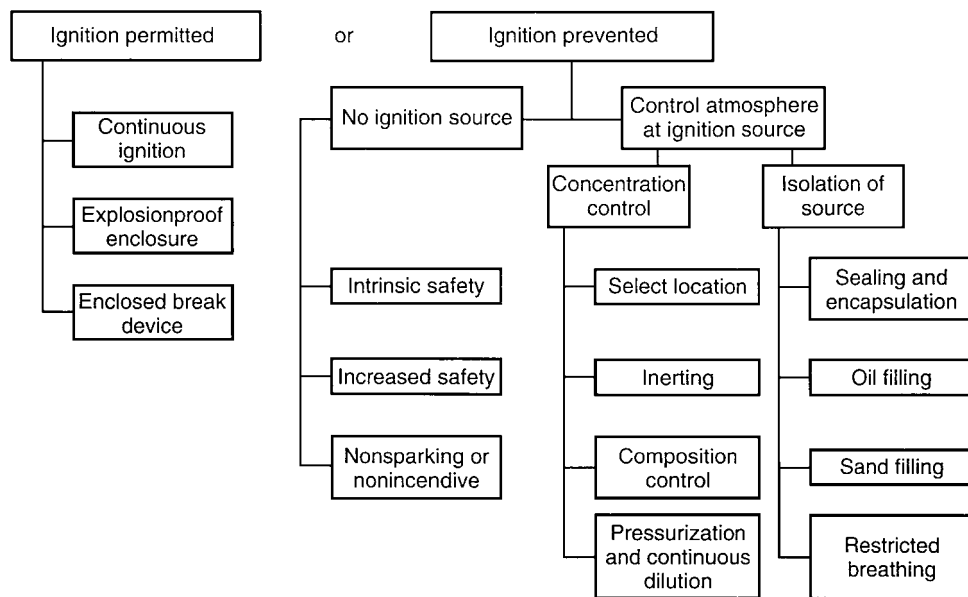 Ignition permitted
or
Ignition prevented
Continuous
ignition
Explosionproof
enclosure
Enclosed break
device
No ignition source
Control atmosphere
at ignition source
Intrinsic safety
Increased safety
Nonsparking or
nonincendive
Concentration
control
Select location
Inerting
Composition
control
Pressurization
and continuous
dilution
Isolation of
source
Sealing and
encapsulation
Oil filling
Sand filling
Restricted
breathing